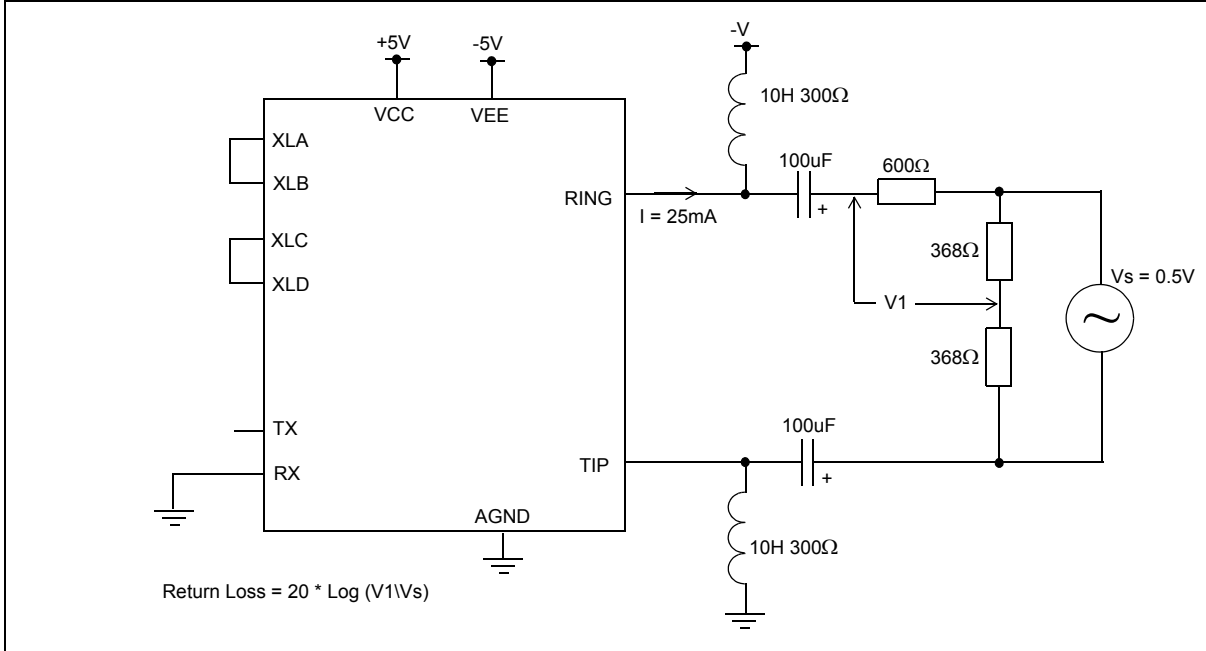 +5V
-5V
-V
10H 300Ω
VCC
VEE
XLA
XLB
XLC
XLD
TX
RX
RING
TIP
AGND
I = 25mA
100uF
+
600Ω
368Ω
V1
Vs = 0.5V
368Ω
100uF
+
10H 300Ω
Return Loss = 20 * Log (V1\Vs)